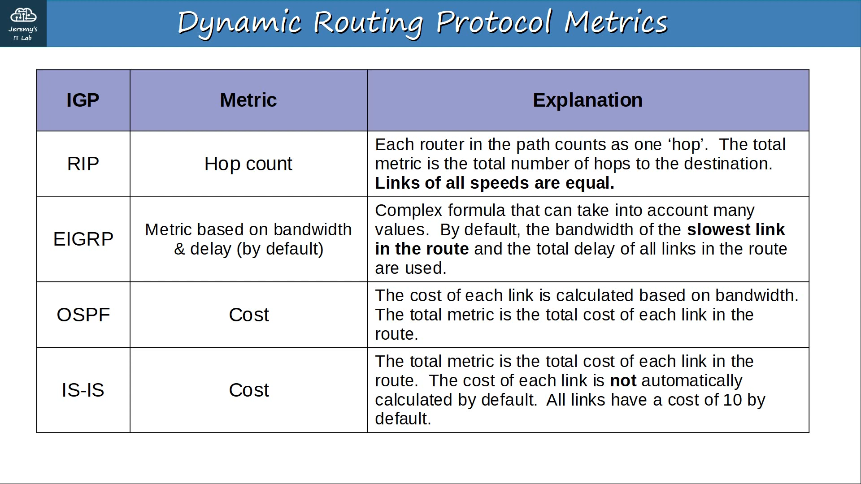 Jeremy's
IT Lab
Dynamic Routing Protocol Metrics
IGP
Metric
Explanation
RIP
Hop count
Each router in the path counts as one ‘hop’.  The total
metric is the total number of hops to the destination.
Links of all speeds are equal.
EIGRP
Metric based on bandwidth
& delay (by default)
Complex formula that can take into account many
values.  By default, the bandwidth of the slowest link
in the route and the total delay of all links in the route
are used.
OSPF
Cost
The cost of each link is calculated based on bandwidth.
The total metric is the total cost of each link in the
route.
IS-IS
Cost
The total metric is the total cost of each link in the
route.  The cost of each link is not automatically
calculated by default.  All links have a cost of 10 by
default.